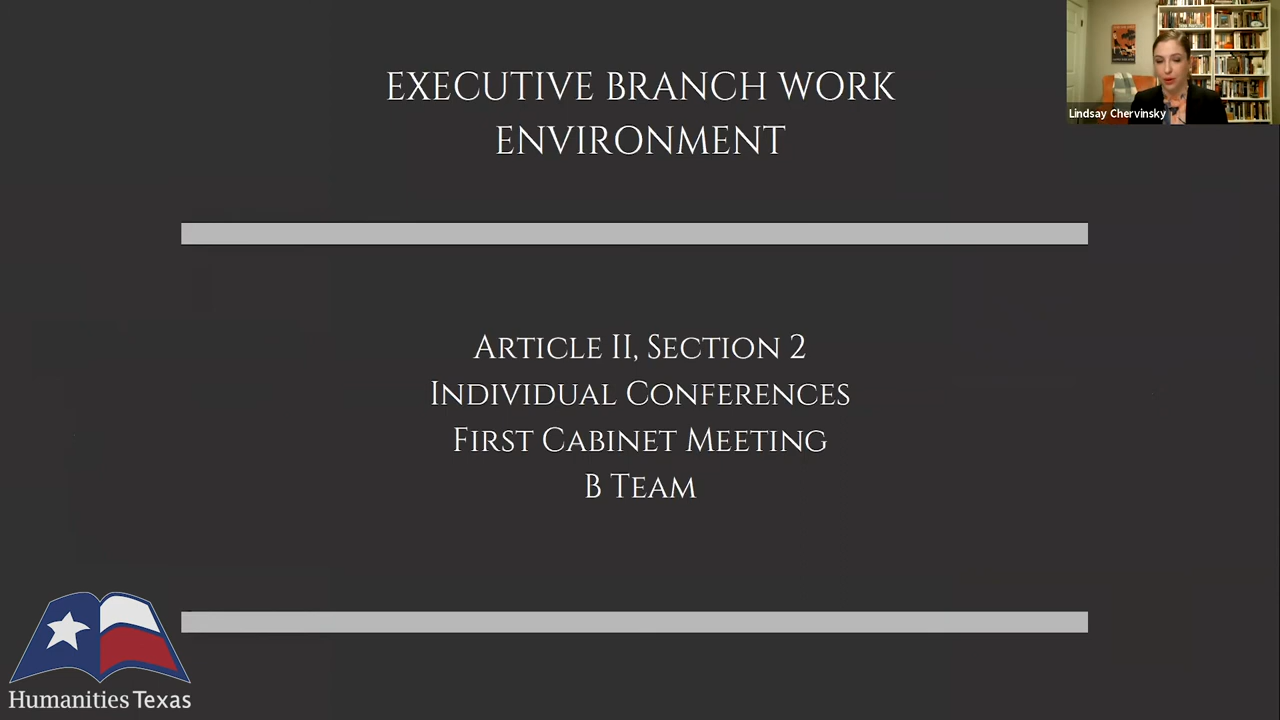 EXECUTIVE BRANCH WORK
ENVIRONMENT
Lindsay Chervinsky
Article II, Section 2
Individual Conferences
First Cabinet Meeting
B Team
Humanities Texas